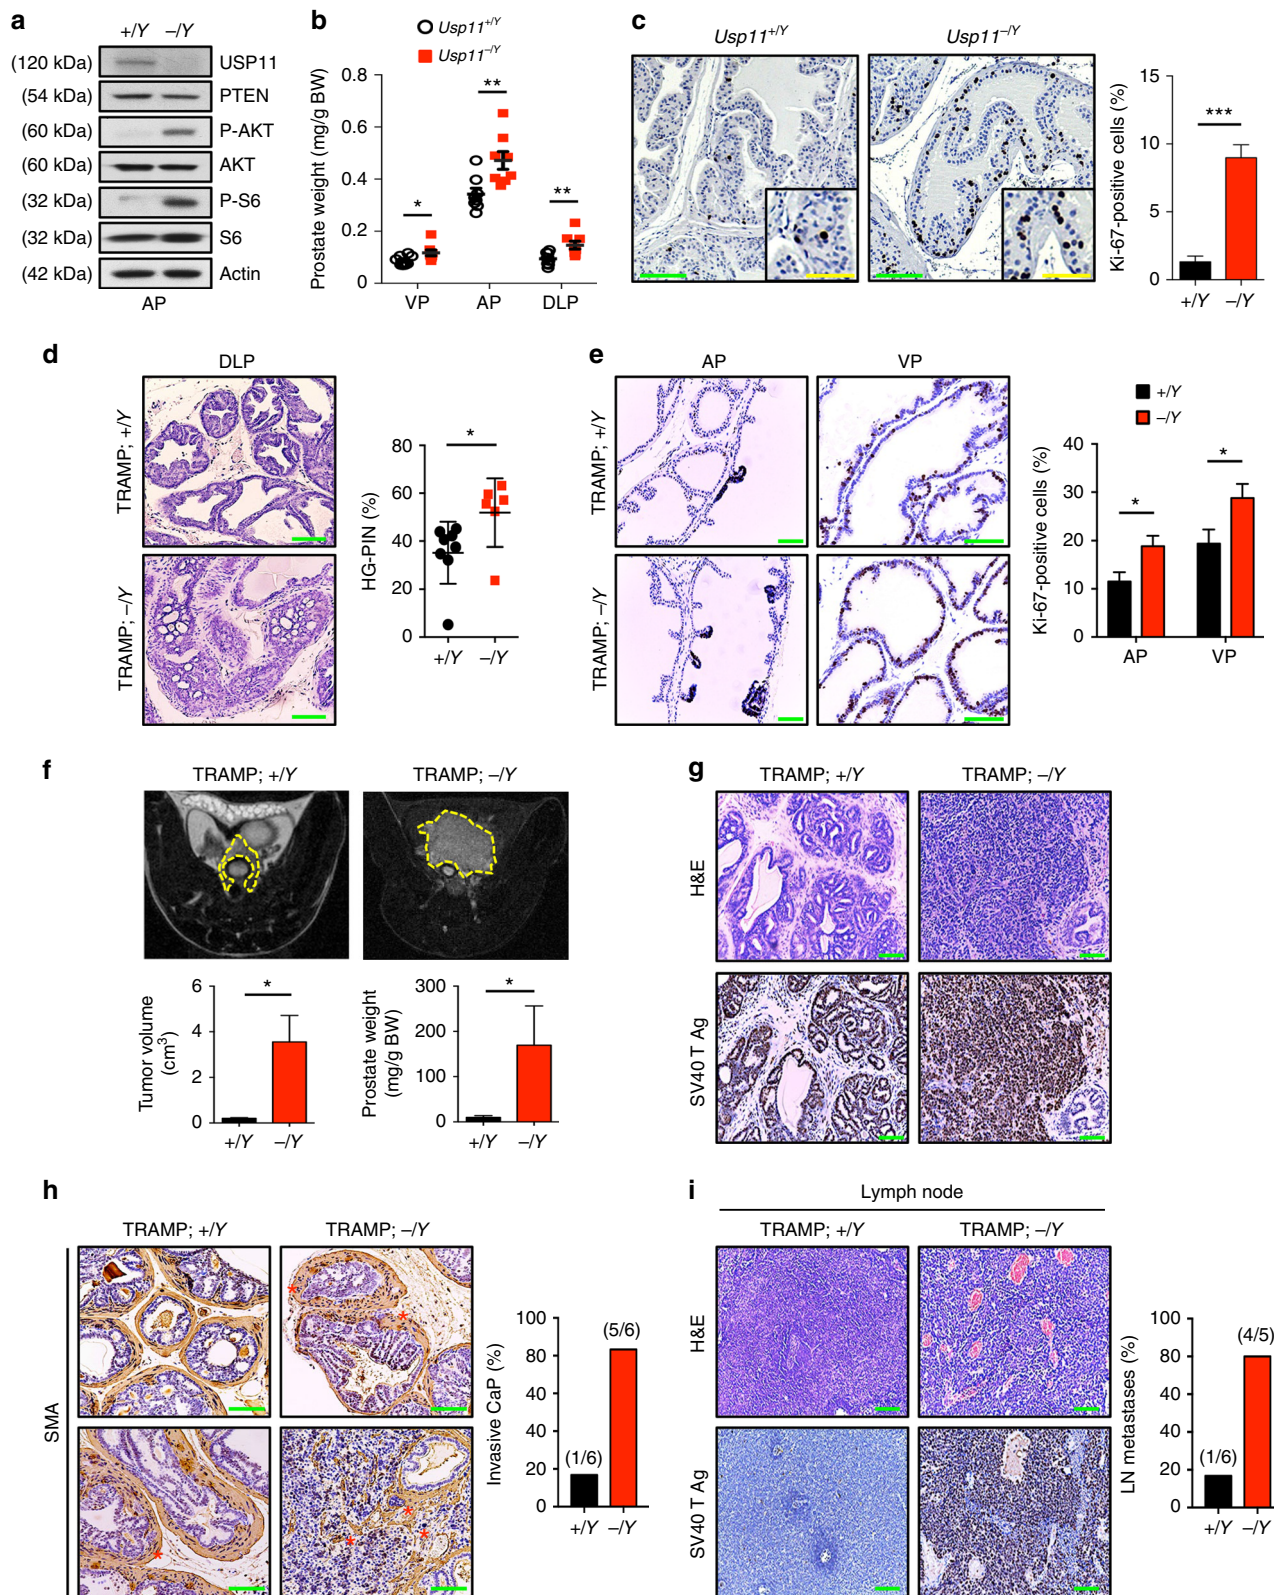 a
+/Y –/Y
(120 kDa) USP11
(54 kDa) PTEN
(60 kDa) P-AKT
(60 kDa) AKT
(32 kDa) P-S6
(32 kDa) S6
(42 kDa) Actin
AP
b
Usp11+/Y
Usp11–/Y
Prostate weight (mg/g BW)
0.8
0.6
0.4
0.2
0
*
**
**
VP AP DLP
c
Usp11+/Y Usp11–/Y
Ki-67-positive cells (%)
15
10
5
0
***
+/Y –/Y
d
DLP
TRAMP; +/Y
TRAMP; –/Y
HG-PIN (%)
80
60
40
20
0
*
+/Y –/Y
e
AP VP
TRAMP; +/Y
TRAMP; –/Y
+/Y
–/Y
Ki-67-positive cells (%)
40
30
20
10
0
*
*
AP VP
f
TRAMP; +/Y TRAMP; –/Y
Tumor volume
(cm3)
6
4
2
0
*
+/Y –/Y
Prostate weight
(mg/g BW)
300
200
100
0
*
+/Y –/Y
g
TRAMP; +/Y TRAMP; –/Y
H&E
SV40 T Ag
h
TRAMP; +/Y TRAMP; –/Y
SMA
*
*
*
*
*
*
Invasive CaP (%)
100
80
60
40
20
0
(1/6)
(5/6)
+/Y –/Y
i
Lymph node
TRAMP; +/Y TRAMP; –/Y
H&E
SV40 T Ag
LN metastases (%)
100
80
60
40
20
0
(1/6)
(4/5)
+/Y –/Y